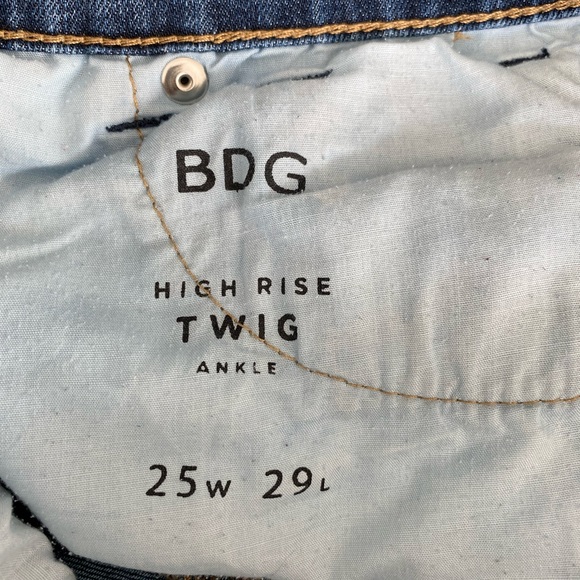 BDG
HIGH RISE
TWIG
ANKLE
25W 29L